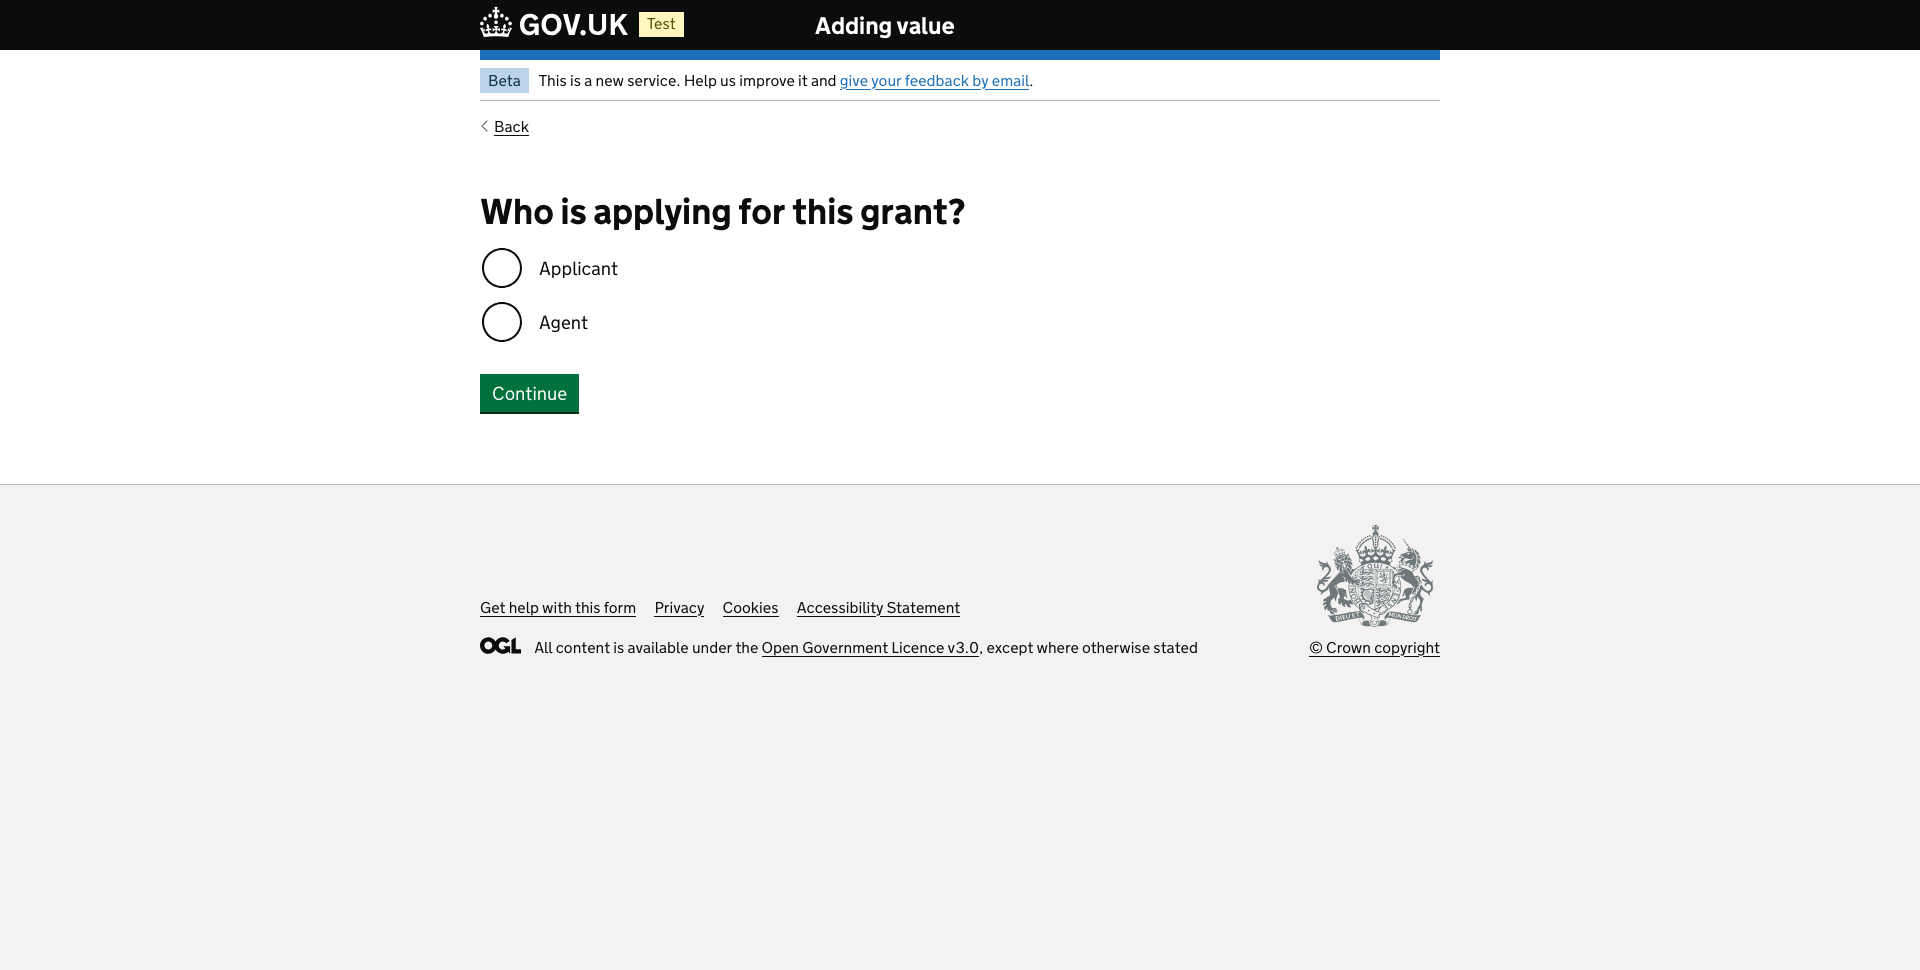 GOV.UK Test Adding value
Beta This is a new service. Help us improve it and give your feedback by email.
Back
Who is applying for this grant?
Applicant
Agent
Continue
Get help with this form Privacy Cookies Accessibility Statement
OGL All content is available under the Open Government Licence v3.0, except where otherwise stated
© Crown copyright